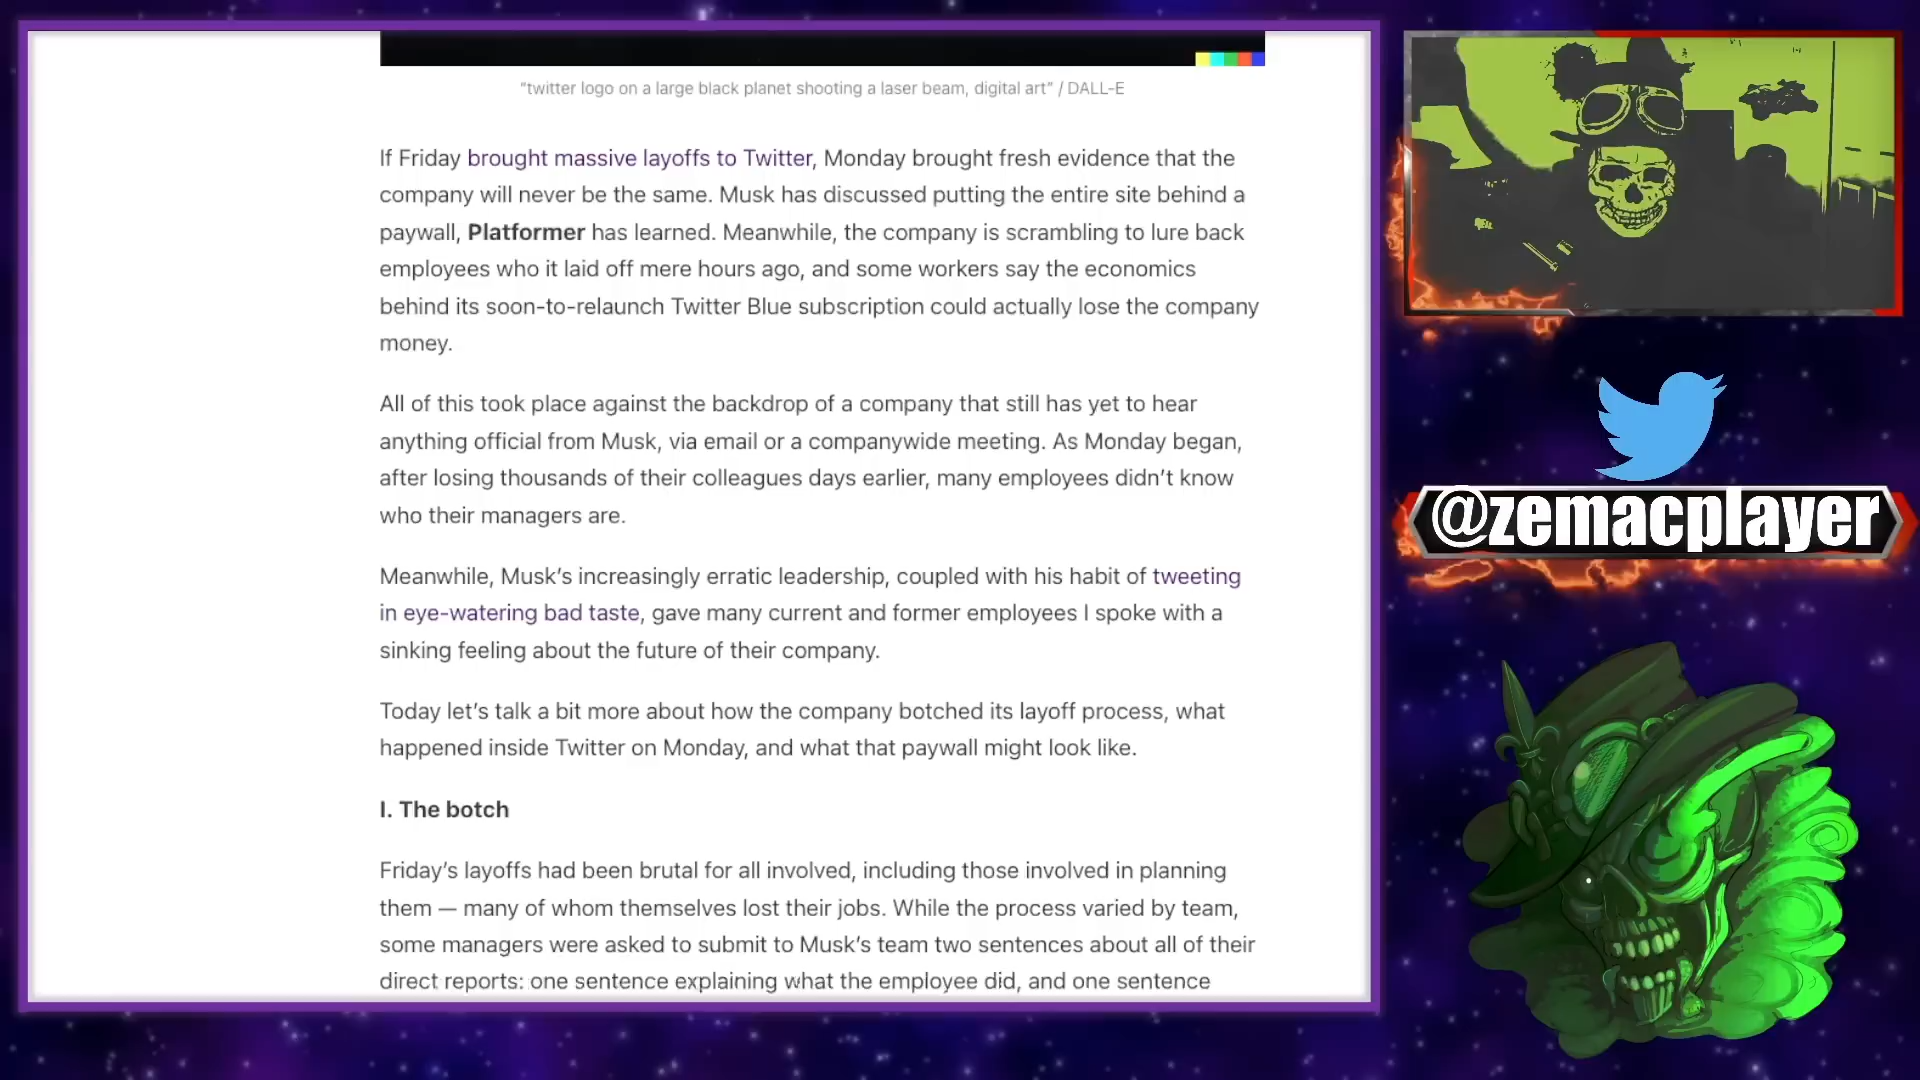 “twitter logo on a large black planet shooting a laser beam, digital art” / DALL-E
If Friday brought massive layoffs to Twitter, Monday brought fresh evidence that the
company will never be the same. Musk has discussed putting the entire site behind a
paywall, Platformer has learned. Meanwhile, the company is scrambling to lure back
employees who it laid off mere hours ago, and some workers say the economics
behind its soon-to-relaunch Twitter Blue subscription could actually lose the company
money.
All of this took place against the backdrop of a company that still has yet to hear
anything official from Musk, via email or a companywide meeting. As Monday began,
after losing thousands of their colleagues days earlier, many employees didn’t know
who their managers are.
Meanwhile, Musk’s increasingly erratic leadership, coupled with his habit of tweeting
in eye-watering bad taste, gave many current and former employees I spoke with a
sinking feeling about the future of their company.
Today let’s talk a bit more about how the company botched its layoff process, what
happened inside Twitter on Monday, and what that paywall might look like.
I. The botch
Friday’s layoffs had been brutal for all involved, including those involved in planning
them — many of whom themselves lost their jobs. While the process varied by team,
some managers were asked to submit to Musk’s team two sentences about all of their
direct reports: one sentence explaining what the employee did, and one sentence
@zemacplayer